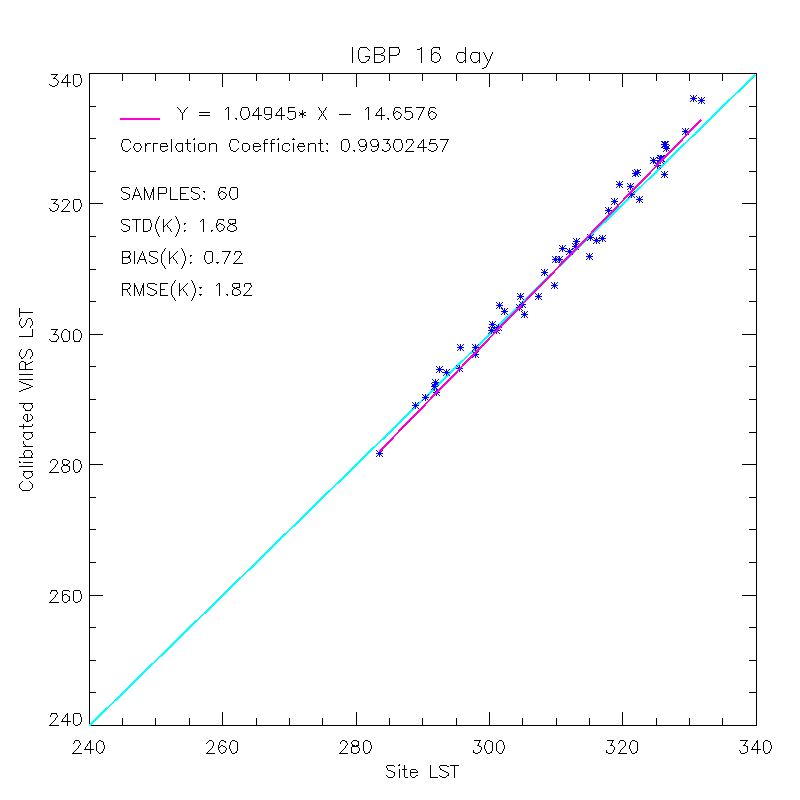 IGBP 16 day
Y = 1.04945* X − 14.6576
Correlation Coefficient: 0.99302457
SAMPLES: 60
STD(K): 1.68
BIAS(K): 0.72
RMSE(K): 1.82
Calibrated VIIRS LST
340
320
300
280
260
240
240 260 280 300 320 340
Site LST